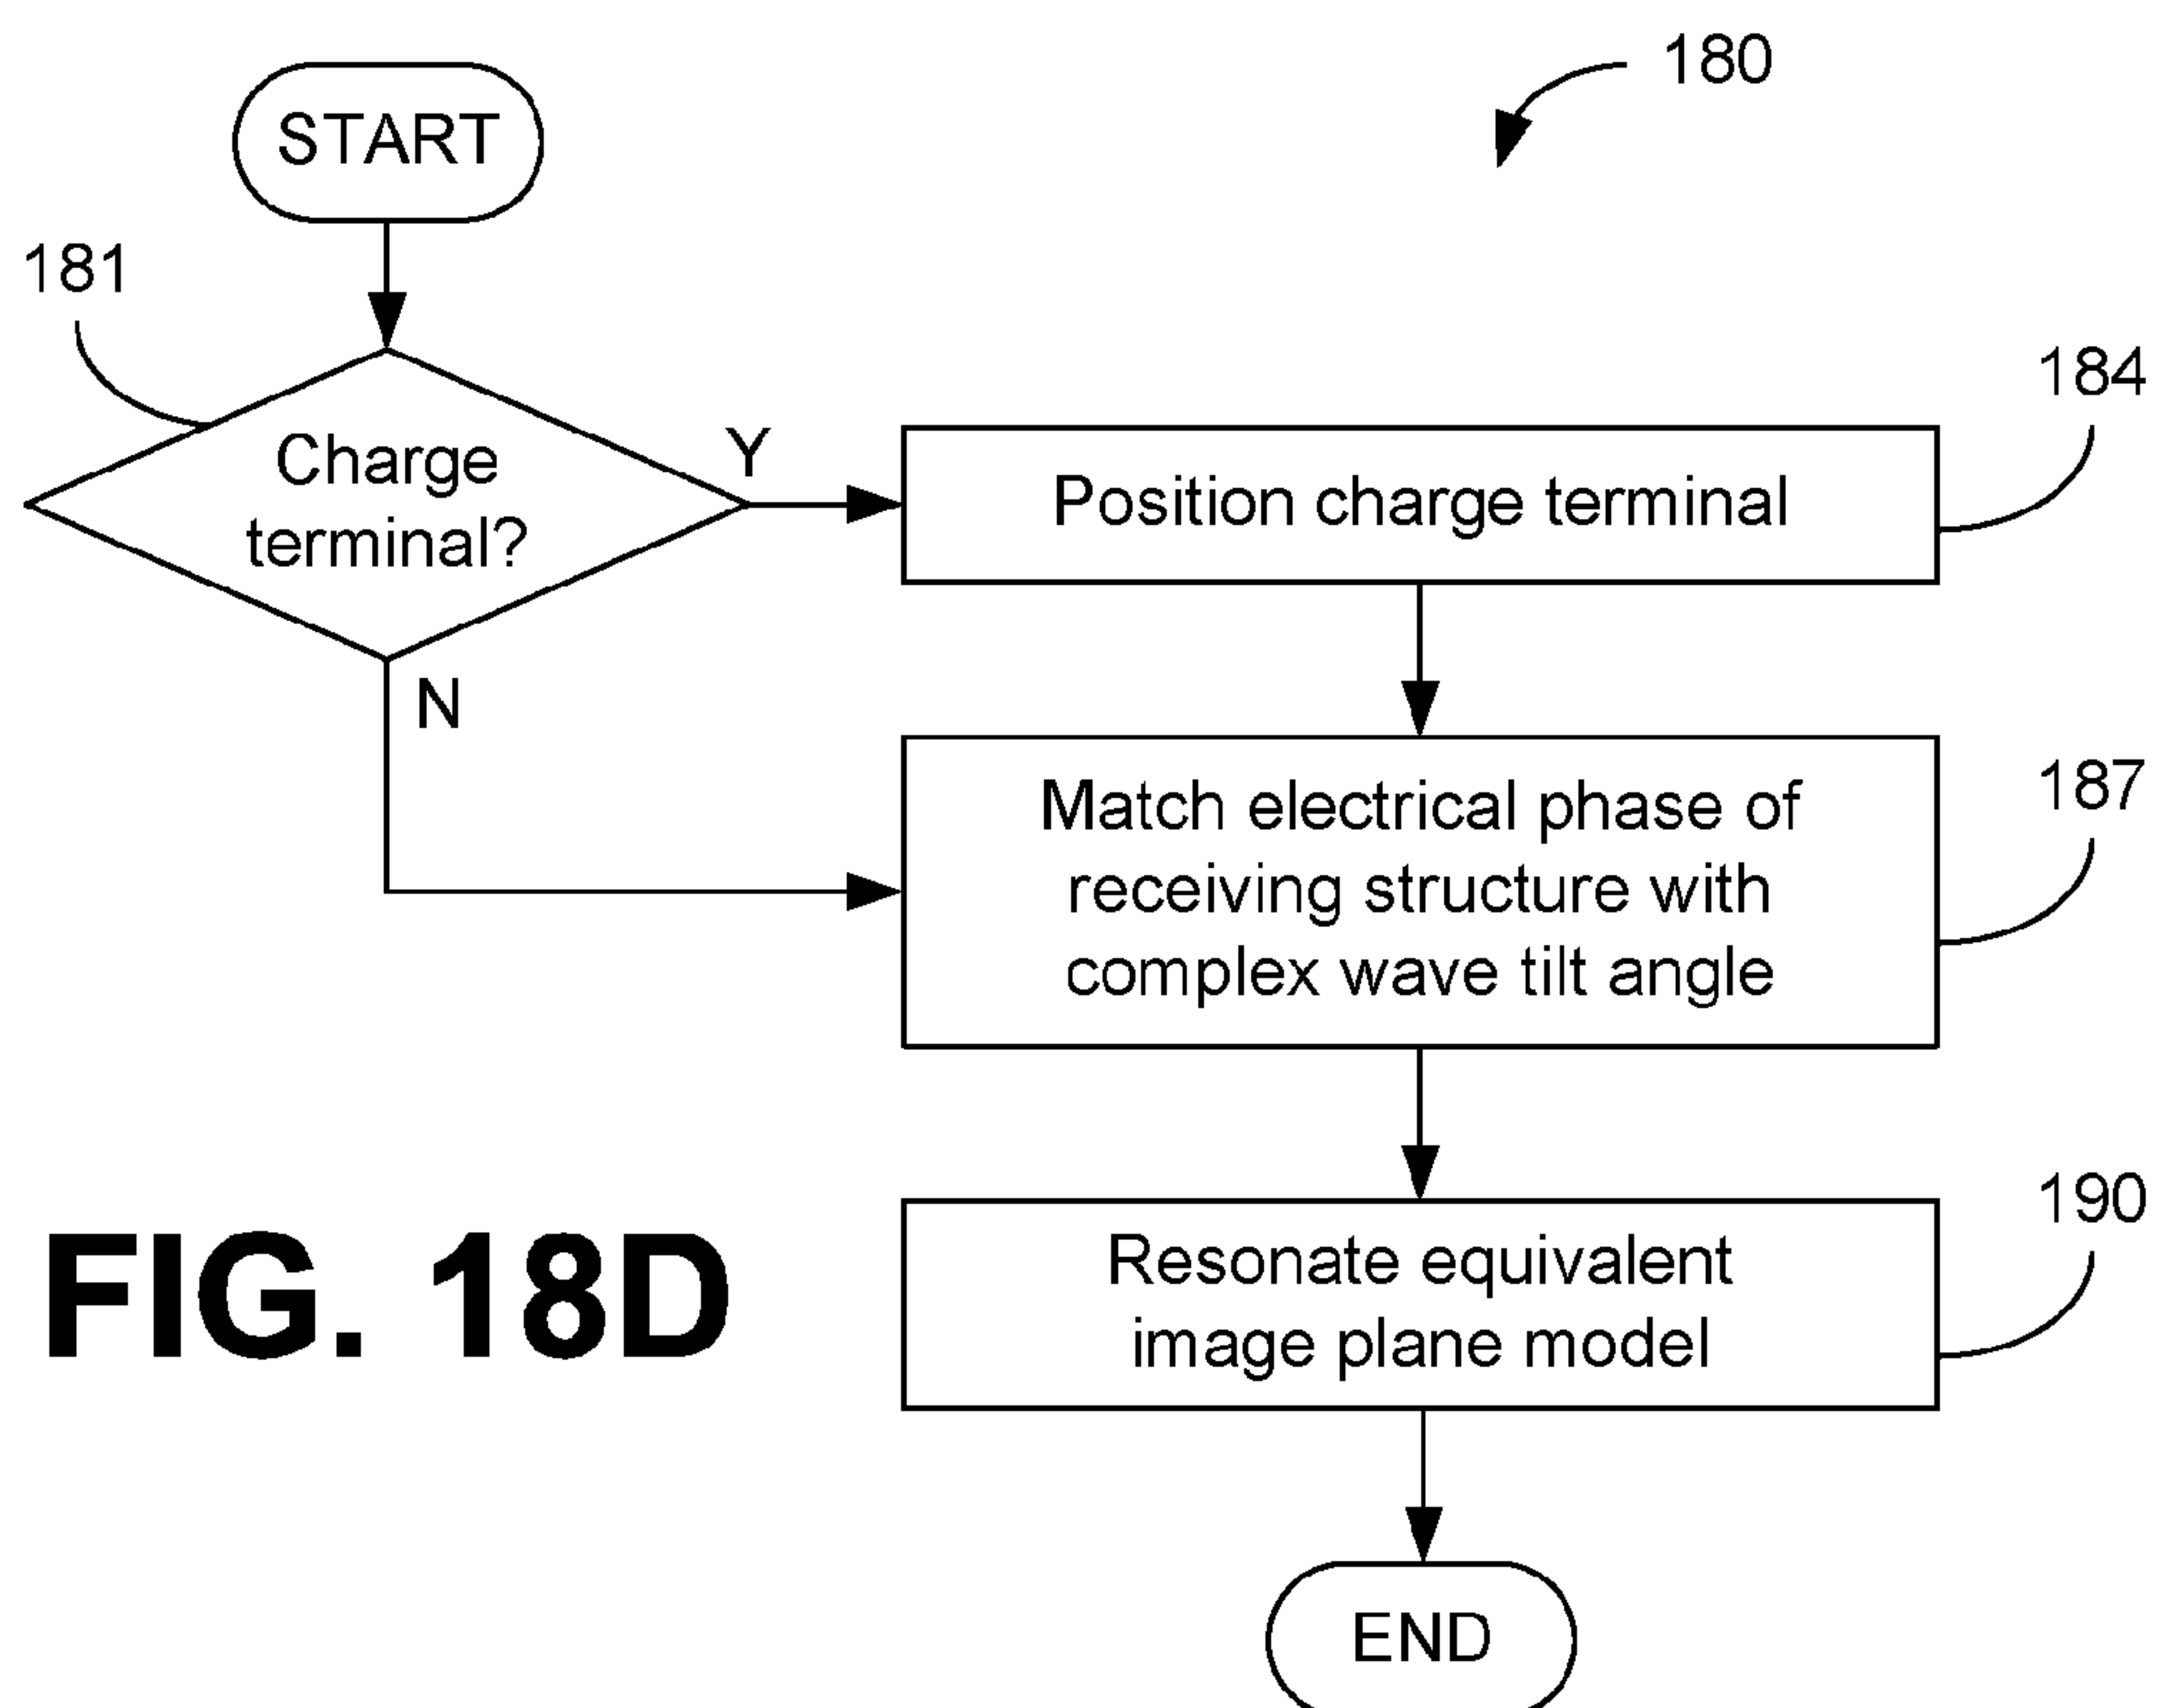 START
180
181
Charge
terminal?
Y
N
Position charge terminal
184
Match electrical phase of
receiving structure with
complex wave tilt angle
187
Resonate equivalent
image plane model
190
END
FIG. 18D